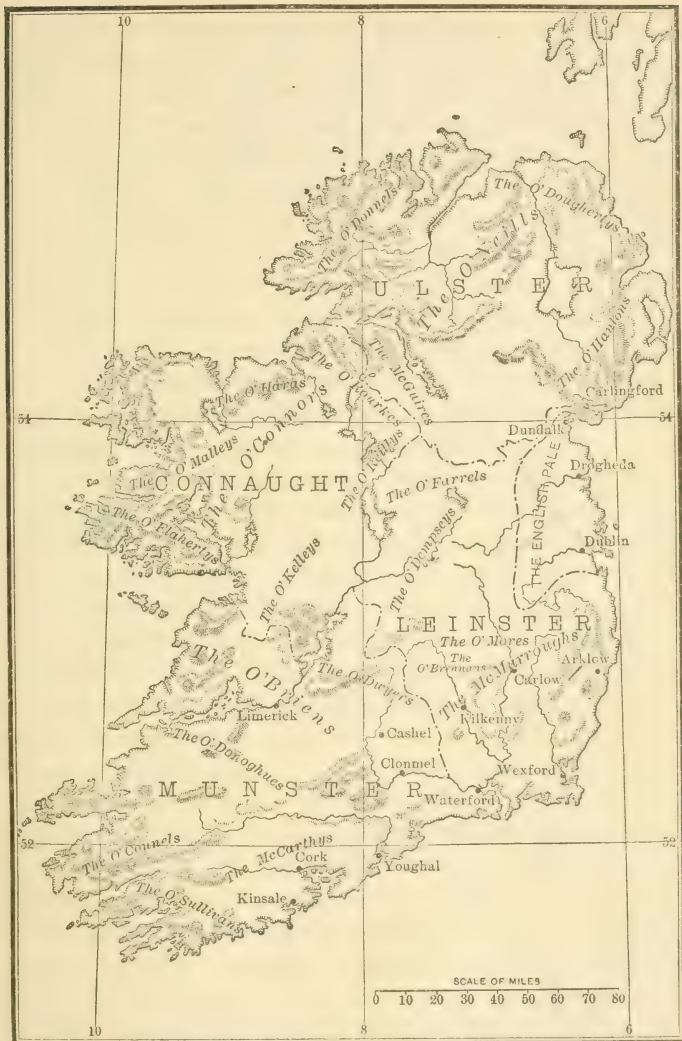 10
8
6
The O'Donnels
The O'Doughertys
The O'neills
ULSTER
The O'Hanlons
The McGuires
The O'Rourkes
The O'Haras
Carlingford
54
54
The O'Connors
Dundalk
The O'Malleys
The O'Reillys
Drogheda
CONNAUGHT
The O'Farrels
THE ENGLISH PALE
The O'Flahertys
The O'Dempseys
Dublin
The O'Kelleys
LEINSTER
The O'Mores
The O'Brennons
The McMurroughs
Arklow
Carlow
The O'Briens
The O'Dwyers
Limerick
Kilkenny
The O'Donoghues
Cashel
Clonmel
Wexford
MUNSTER
Waterford
52
52
The O'Connels
The McCarthys
Cork
Youghal
The O'Sullivans
Kinsale
SCALE OF MILES
0 10 20 30 40 50 60 70 80
10
8
6